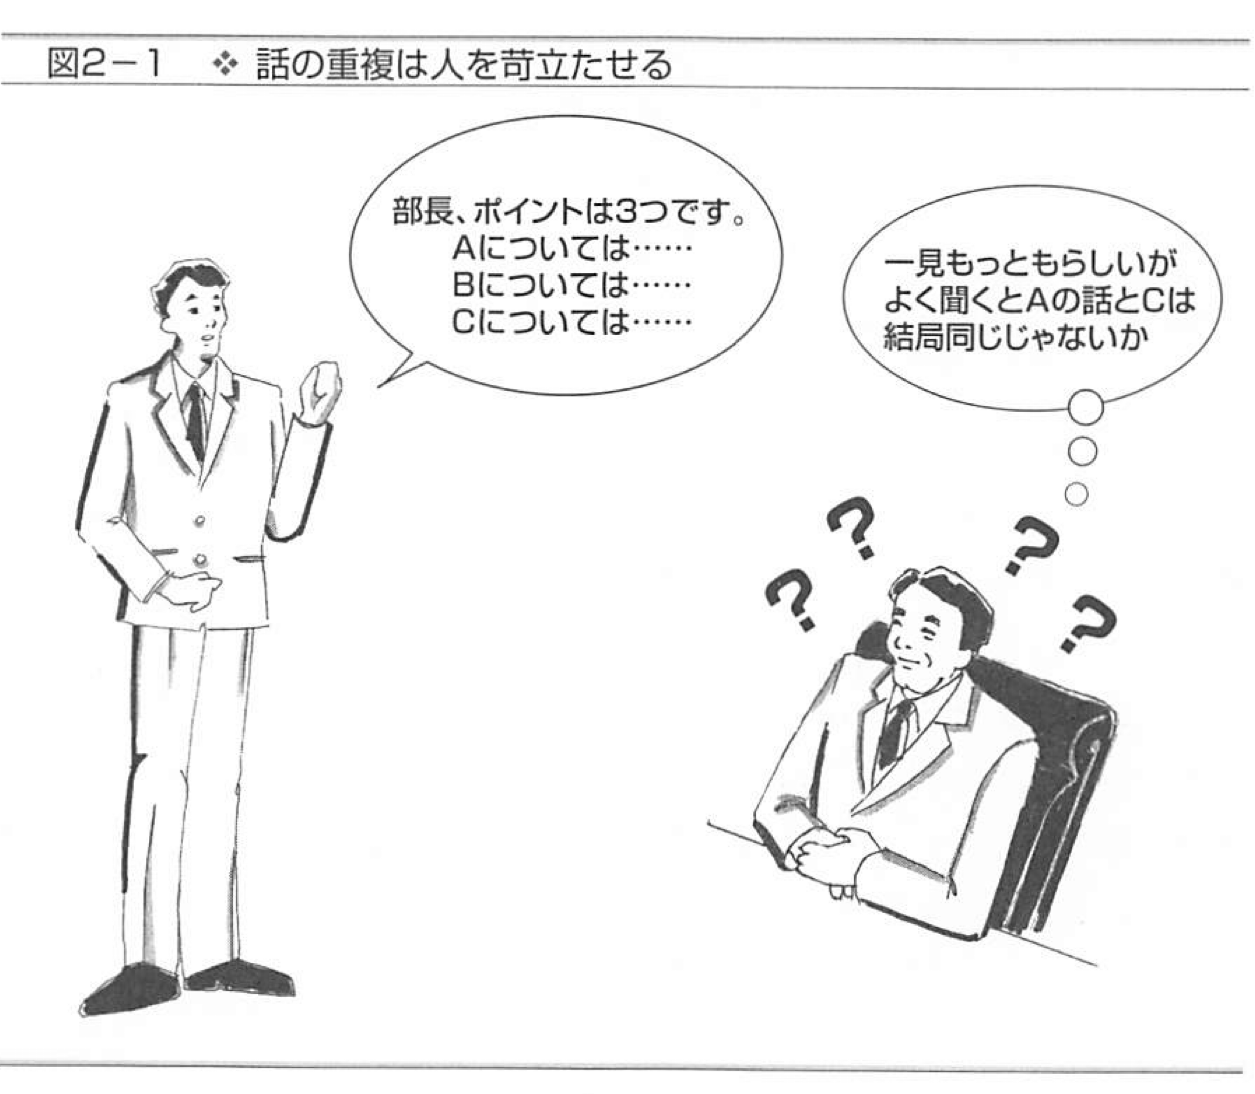 図2－1　❖ 話の重複は人を苛立たせる
部長、ポイントは3つです。
Aについては……
Bについては……
Cについては……
一見もっともらしいが
よく聞くとAの話とCは
結局同じじゃないか
? ? ? ?